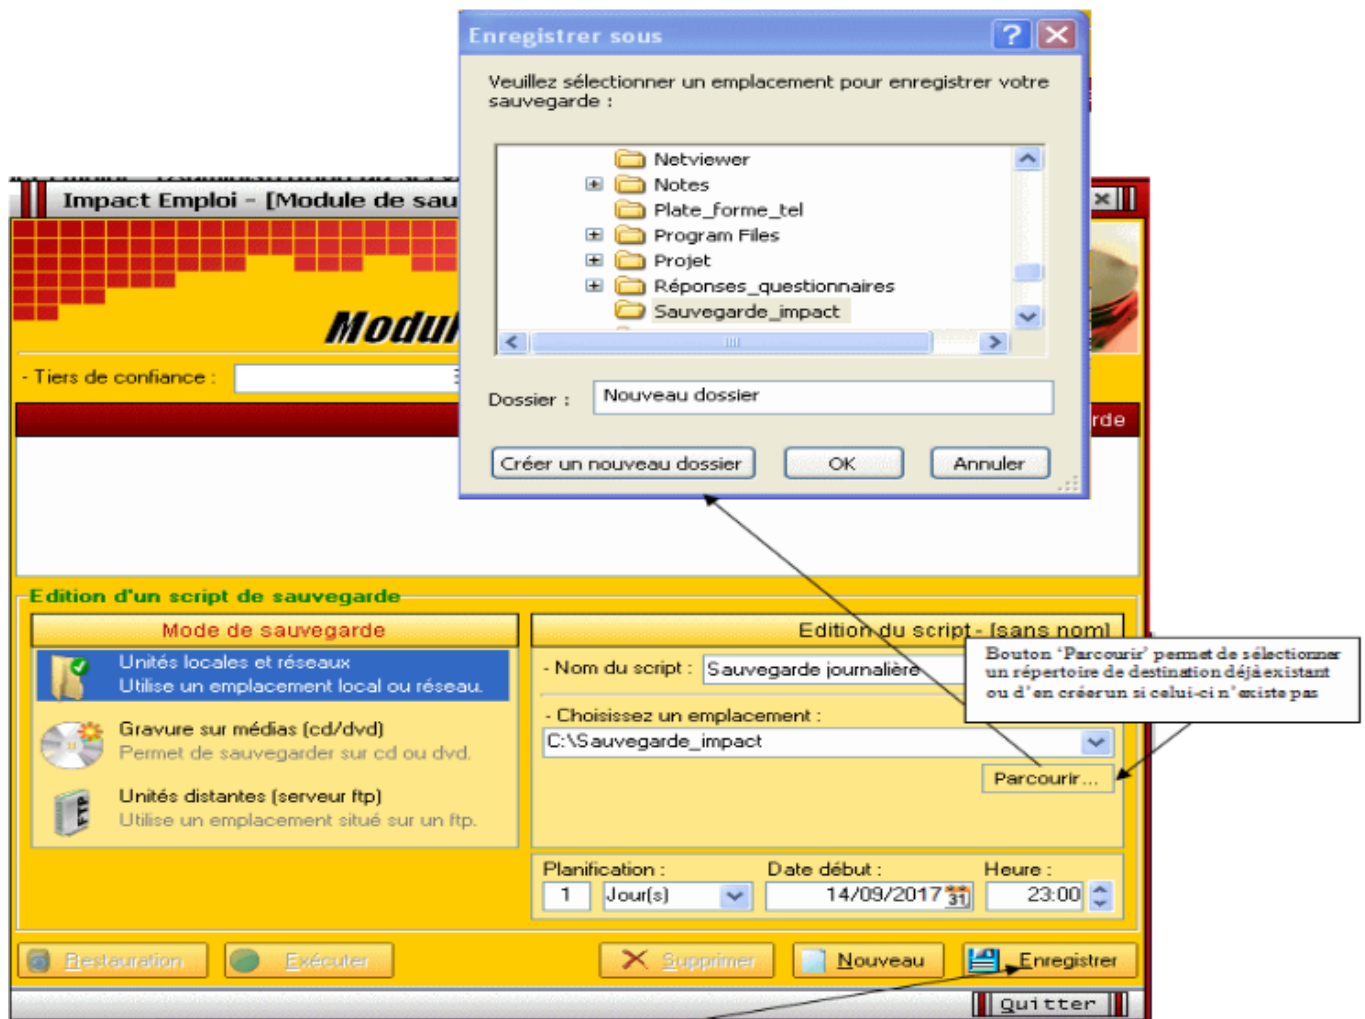 Enregistrer sous
Veuillez sélectionner un emplacement pour enregistrer votre
sauvegarde :
Netviewer
Notes
Plate_forme_tel
Program Files
Projet
Réponses_questionnaires
Sauvegarde_impact
Dossier :
Nouveau dossier
Créer un nouveau dossier
OK
Annuler
Impact Emploi - [Module de sau
Modul
- Tiers de confiance :
rde
Edition d'un script de sauvegarde
Mode de sauvegarde
Unités locales et réseaux
Utilise un emplacement local ou réseau.
Gravure sur médias (cd/dvd)
Permet de sauvegarder sur cd ou dvd.
Unités distantes (serveur ftp)
FTP
Utilise un emplacement situé sur un ftp.
Edition du script - [sans nom]
- Nom du script : Sauvegarde journalière
Bouton ‘Parcourir’ permet de sélectionner
un répertoire de destination déjà existant
ou d’en créer un si celui-ci n’existe pas
- Choisissez un emplacement :
C:\Sauvegarde_impact
Parcourir...
Planification : Date début : Heure :
1 Jour(s) 14/09/2017 31 23:00
Restauration Exécuter Supprimer Nouveau Enregistrer
Quitter